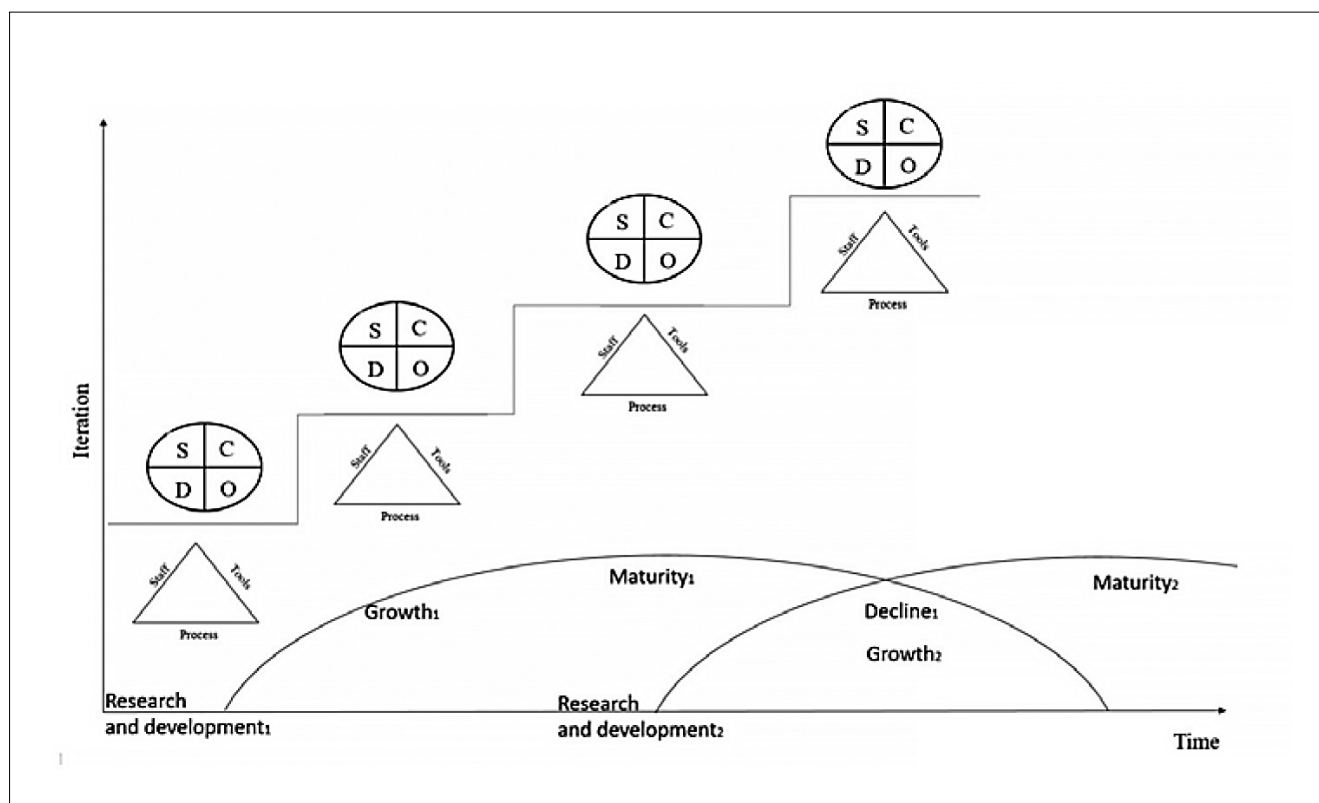 S C
D O
Staff
Tools
Process
S C
D O
Staff
Tools
Process
S C
D O
Staff
Tools
Process
S C
D O
Staff
Tools
Process
Iteration
Maturity₁
Maturity₂
Growth₁
Decline₁
Growth₂
Research
and development₁
Research
and development₂
Time